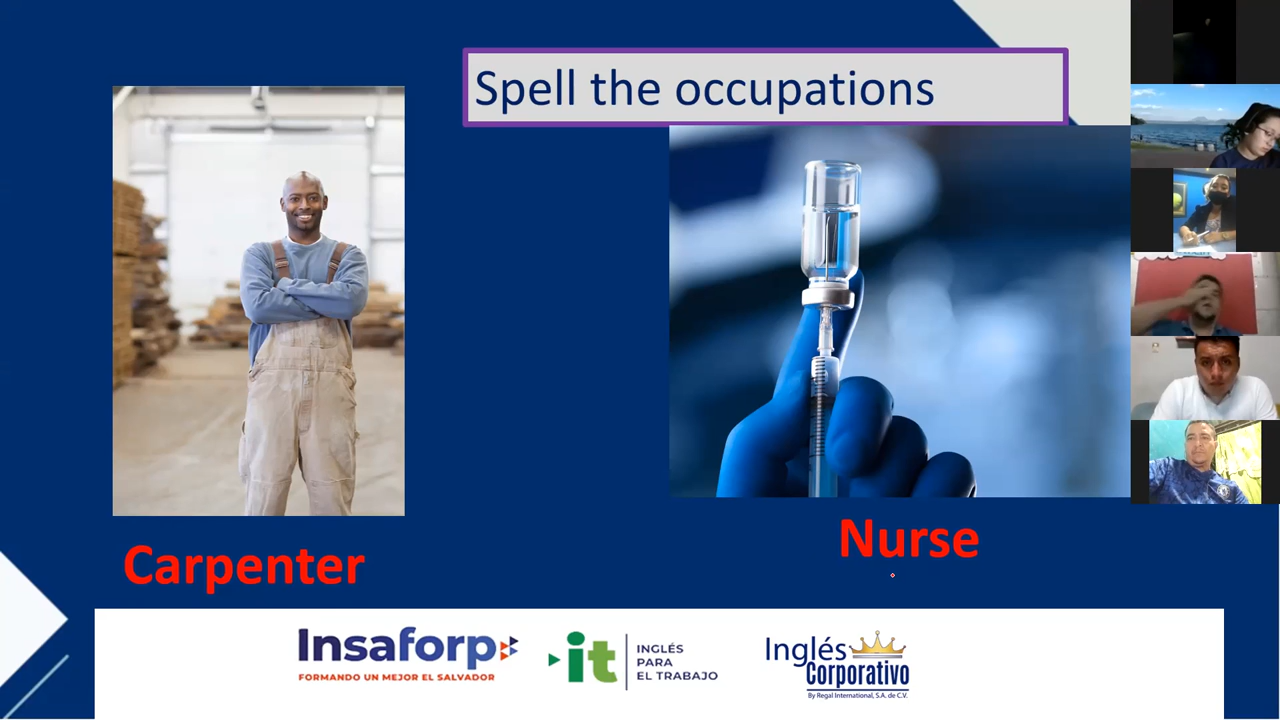 Spell the occupations
Carpenter
Nurse
Insaforp
FORMANDO UN MEJOR EL SALVADOR
it
INGLÉS
PARA
EL TRABAJO
Inglés
Corporativo
By Regal International, S.A. de C.V.